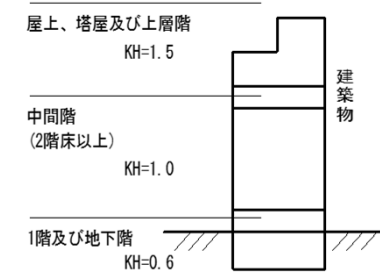 屋上、塔屋及び上層階
KH=1.5
中間階
(2階床以上)
KH=1.0
1階及び地下階
KH=0.6
建築物